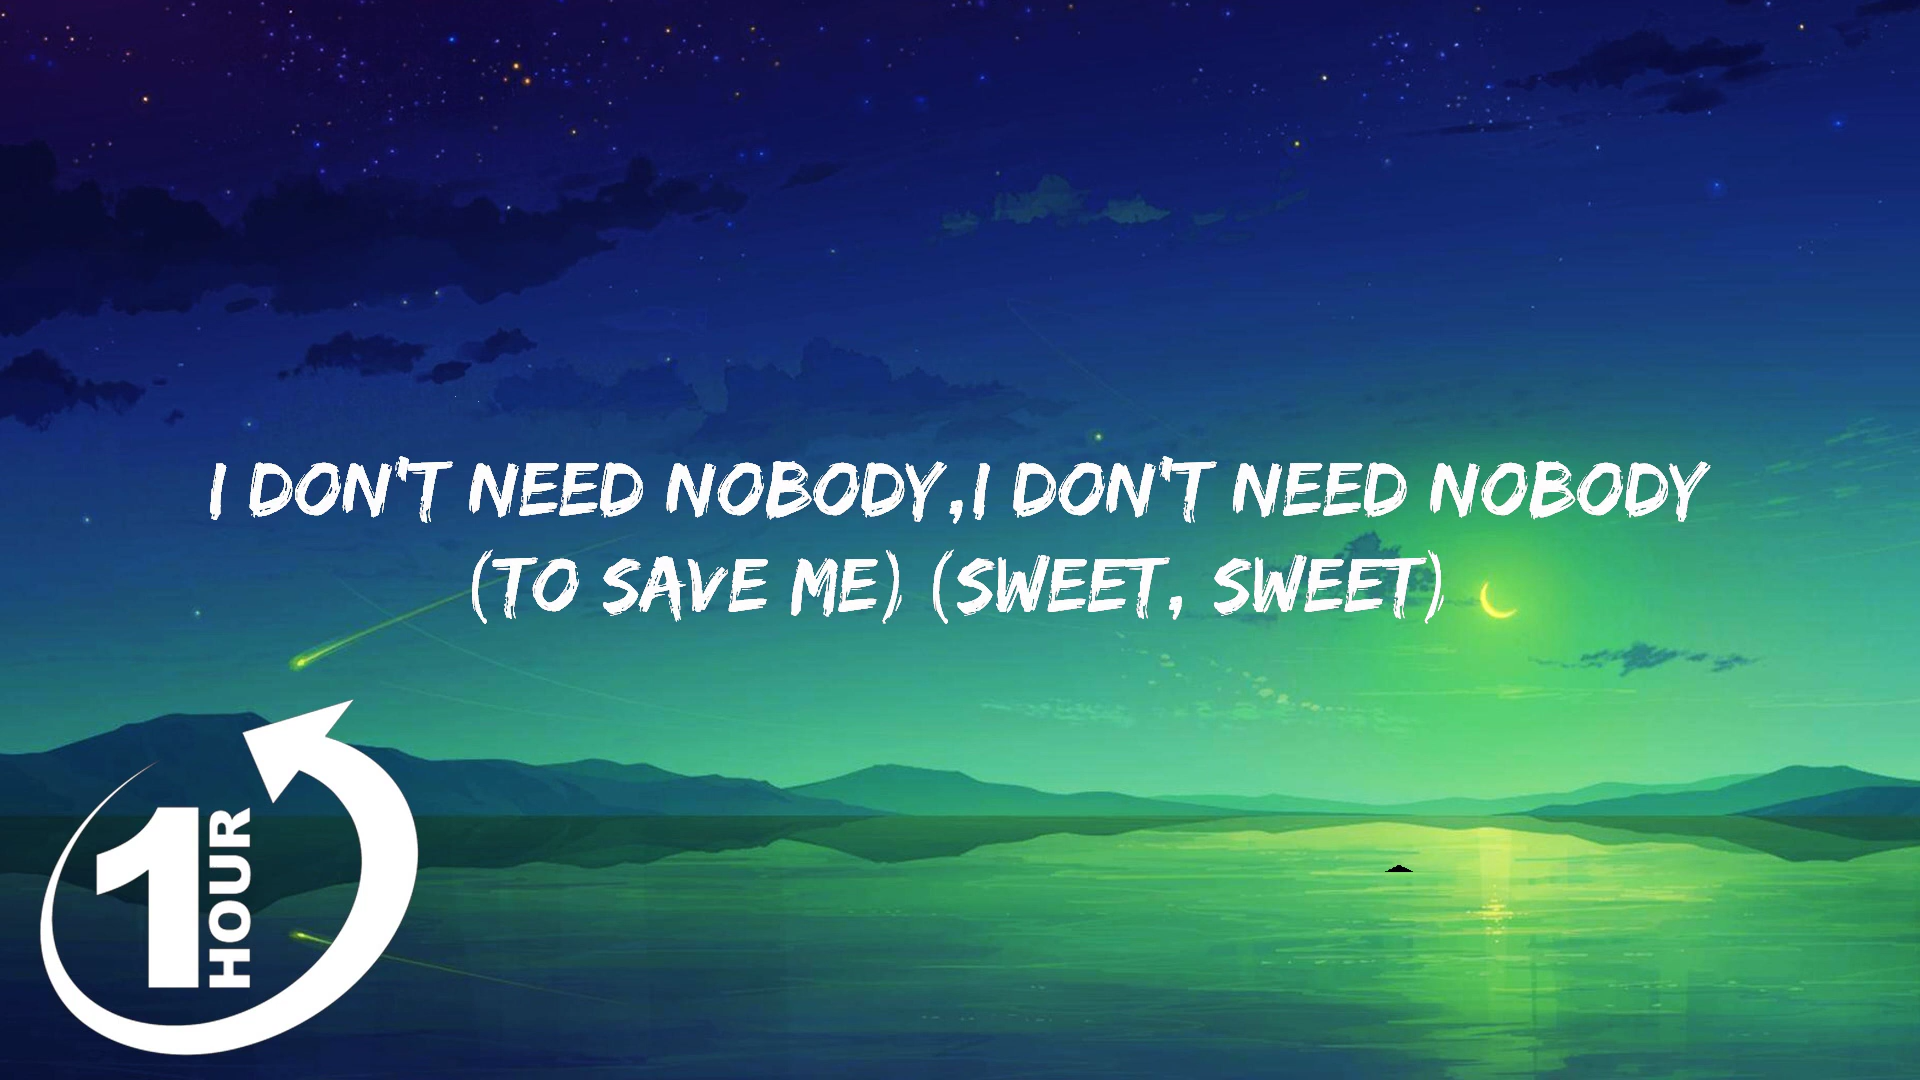 I DON'T NEED NOBODY,I DON'T NEED NOBODY
(TO SAVE ME) (SWEET, SWEET)
1
HOUR